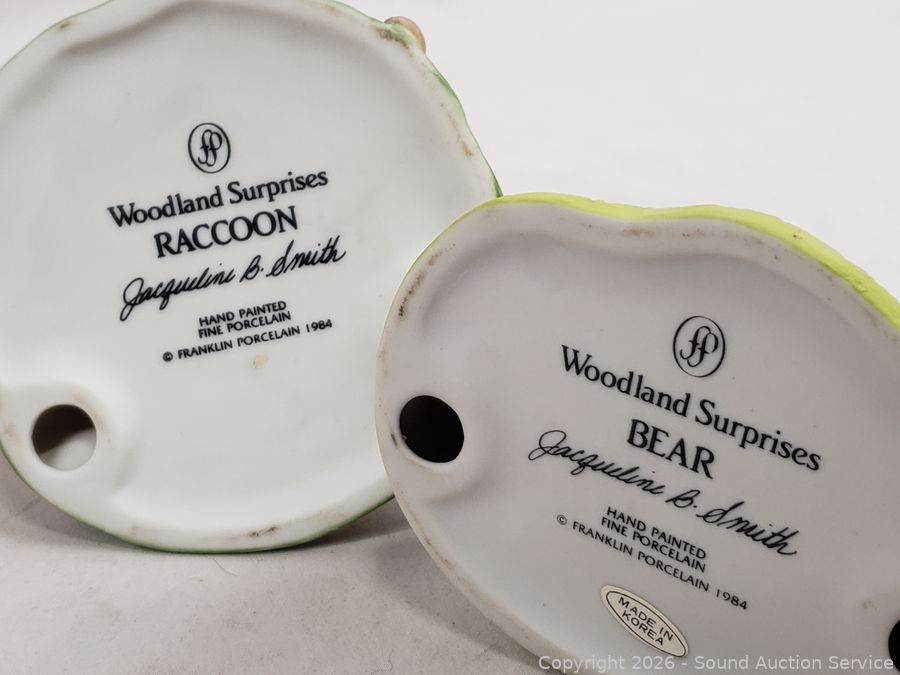 fp
Woodland Surprises
RACCOON
Jacqueline B. Smith
HAND PAINTED
FINE PORCELAIN
© FRANKLIN PORCELAIN 1984
fp
Woodland Surprises
BEAR
Jacqueline B. Smith
HAND PAINTED
FINE PORCELAIN
© FRANKLIN PORCELAIN 1984
MADE IN
KOREA
Copyright © 2026 - Sound Auction Service